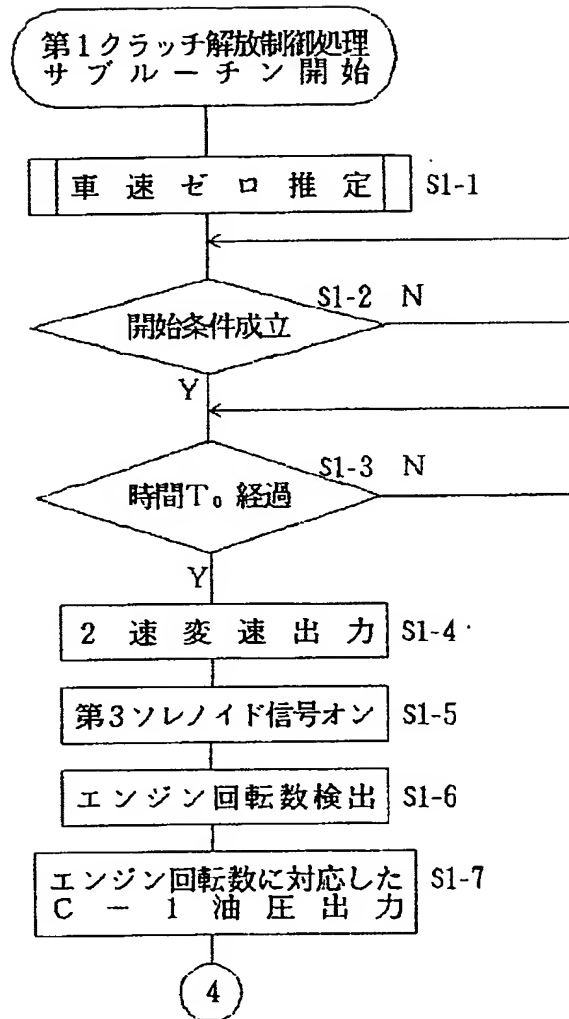 第1クラッチ解放制御処理
サブルーチン開始
車速ゼロ推定 S1-1
S1-2 N
開始条件成立
Y
S1-3 N
時間T₀経過
Y
2速変速出力 S1-4
第3ソレノイド信号オン S1-5
エンジン回転数検出 S1-6
エンジン回転数に対応した S1-7
C-1油圧出力
4